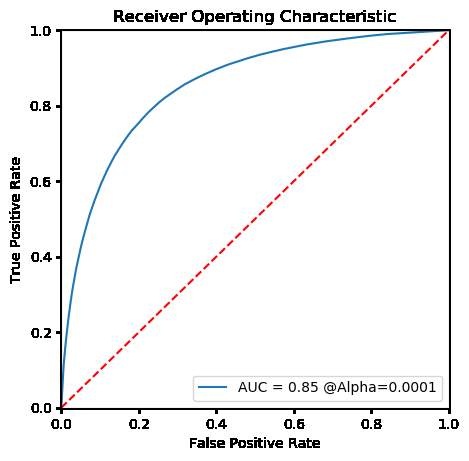 Receiver Operating Characteristic
True Positive Rate
1.0
0.8
0.6
0.4
0.2
0.0
AUC = 0.85 @Alpha=0.0001
0.0 0.2 0.4 0.6 0.8 1.0
False Positive Rate